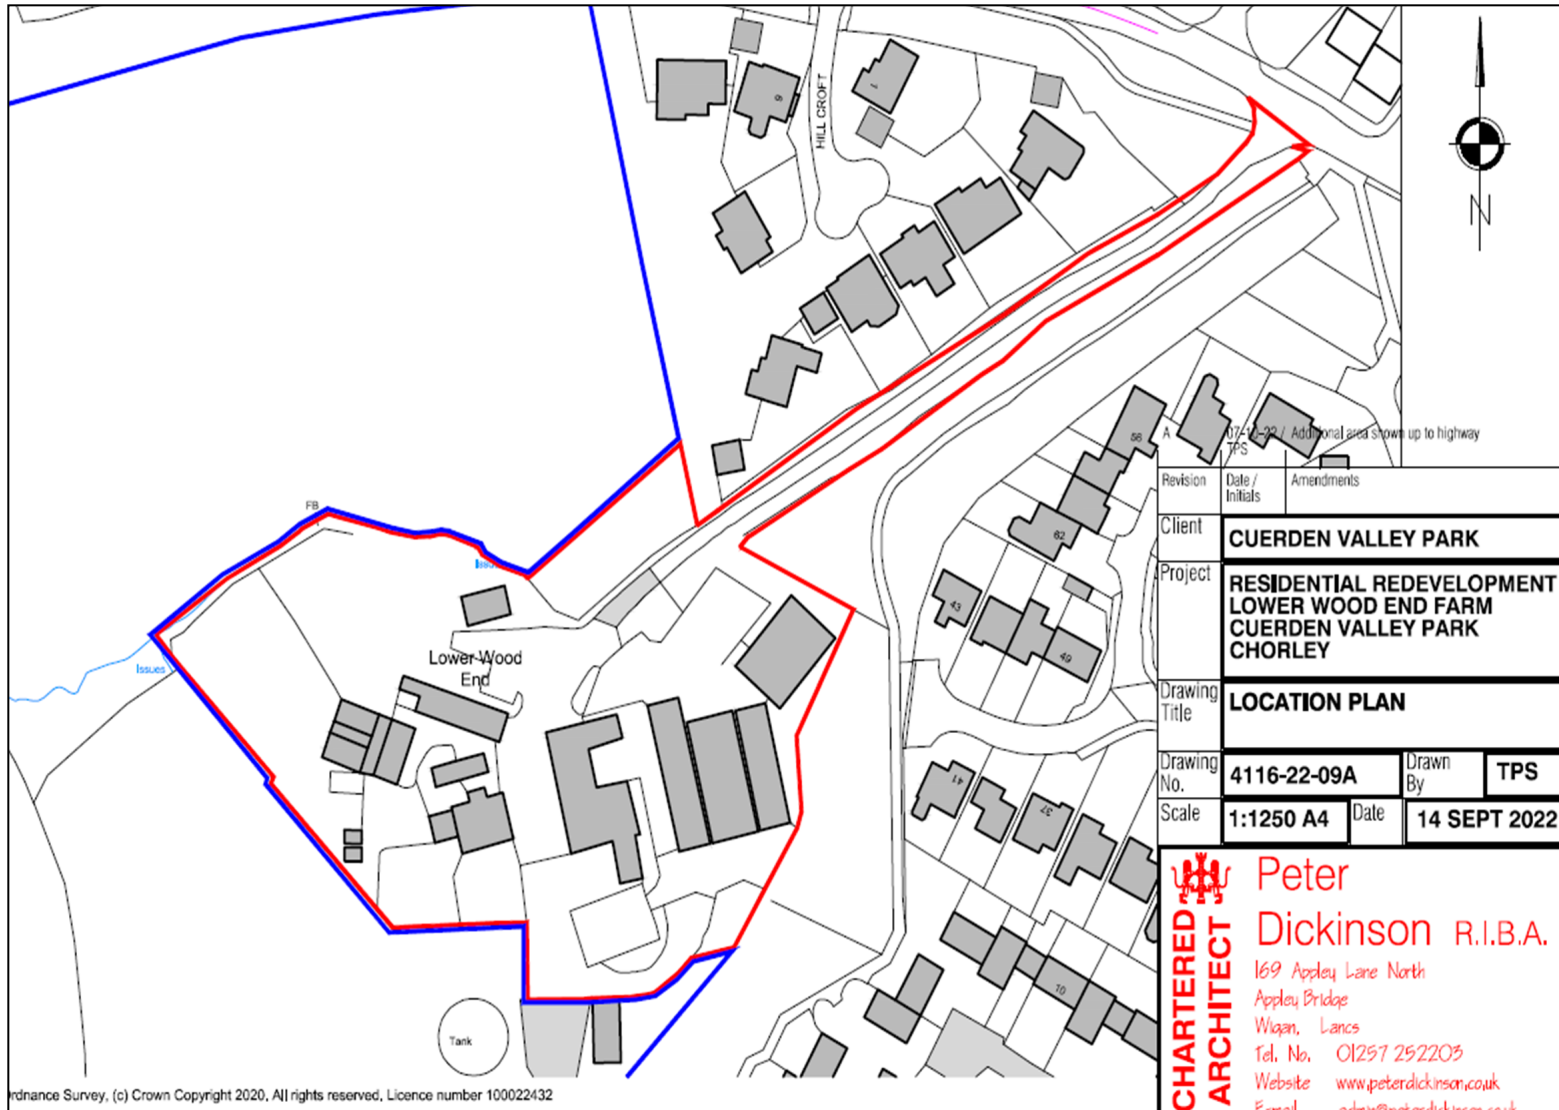 HILL CROFT
1
9
FB
Issues
Issues
Lower Wood
End
Tank
56
62
43
49
41
37
10
N
A
07-10-22 / Additional area shown up to highway
TPS
Revision
Date /
Initials
Amendments
Client
CUERDEN VALLEY PARK
Project
RESIDENTIAL REDEVELOPMENT
LOWER WOOD END FARM
CUERDEN VALLEY PARK
CHORLEY
Drawing
Title
LOCATION PLAN
Drawing
No.
4116-22-09A
Drawn
By
TPS
Scale
1:1250 A4
Date
14 SEPT 2022
CHARTERED
ARCHITECT
Peter
Dickinson R.I.B.A.
169 Appley Lane North
Appley Bridge
Wigan, Lancs
Tel. No. 01257 252203
Website www.peterdickinson.co.uk
rdnance Survey, (c) Crown Copyright 2020, All rights reserved, Licence number 100022432